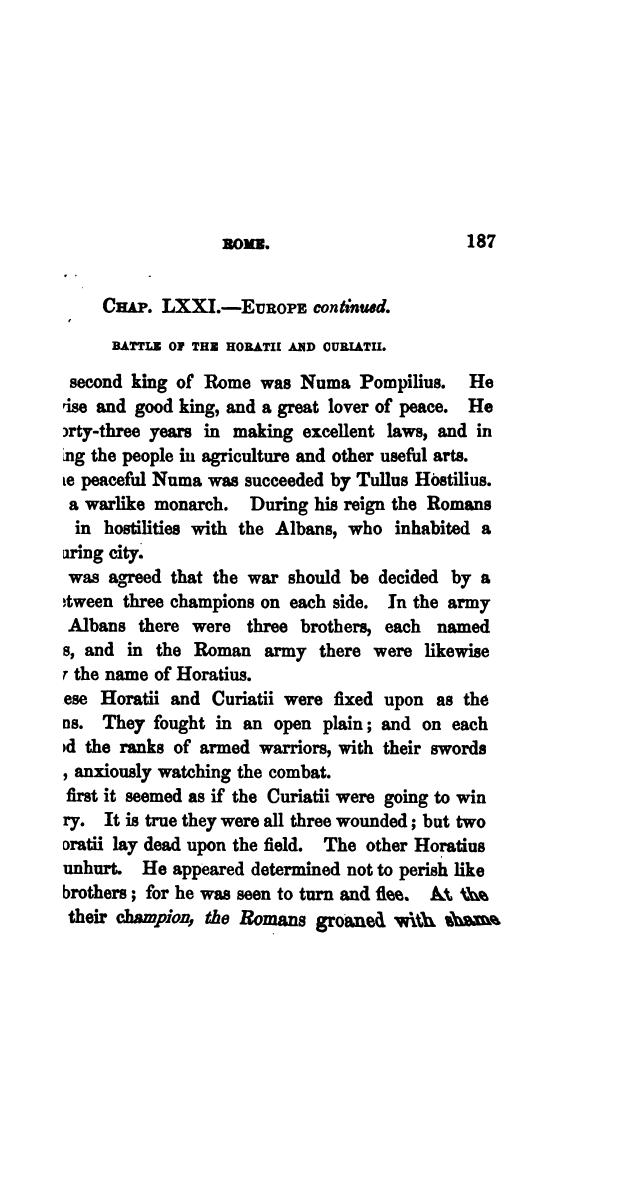 ROME. 187
CHAP. LXXI.—EUROPE continued.
BATTLE OF THE HORATII AND CURIATII.
second king of Rome was Numa Pompilius. He
ise and good king, and a great lover of peace. He
orty-three years in making excellent laws, and in
ing the people in agriculture and other useful arts.
e peaceful Numa was succeeded by Tullus Hostilius.
a warlike monarch. During his reign the Romans
in hostilities with the Albans, who inhabited a
uring city.
was agreed that the war should be decided by a
tween three champions on each side. In the army
Albans there were three brothers, each named
s, and in the Roman army there were likewise
the name of Horatius.
ese Horatii and Curiatii were fixed upon as the
ns. They fought in an open plain; and on each
d the ranks of armed warriors, with their swords
, anxiously watching the combat.
first it seemed as if the Curiatii were going to win
ry. It is true they were all three wounded; but two
oratii lay dead upon the field. The other Horatius
unhurt. He appeared determined not to perish like
brothers; for he was seen to turn and flee. At the
their champion, the Romans groaned with shame